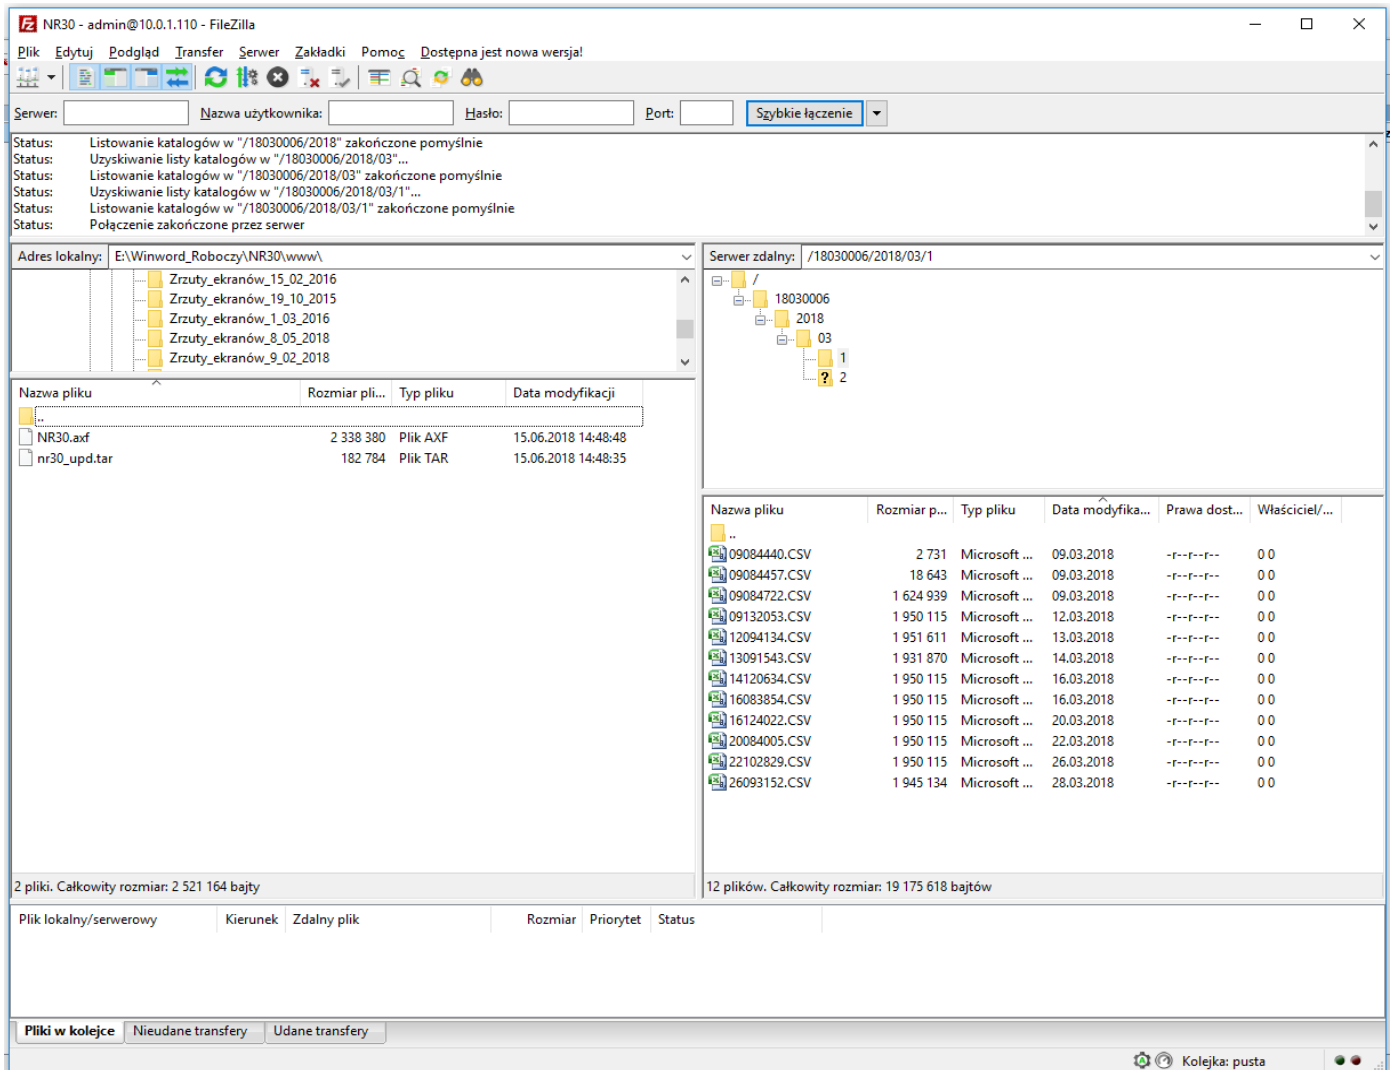 NR30 - admin@10.0.1.110 - FileZilla
Plik Edytuj Podgląd Transfer Serwer Zakładki Pomoc Dostępna jest nowa wersja!
Serwer: Nazwa użytkownika: Hasło: Port: Szybkie łączenie
Status: Listowanie katalogów w "/18030006/2018" zakończone pomyślnie
Status: Uzyskiwanie listy katalogów w "/18030006/2018/03"...
Status: Listowanie katalogów w "/18030006/2018/03" zakończone pomyślnie
Status: Uzyskiwanie listy katalogów w "/18030006/2018/03/1"...
Status: Listowanie katalogów w "/18030006/2018/03/1" zakończone pomyślnie
Status: Połączenie zakończone przez serwer
Adres lokalny: E:\Winword_Roboczy\NR30\www\
Zrzuty_ekranów_15_02_2016
Zrzuty_ekranów_19_10_2015
Zrzuty_ekranów_1_03_2016
Zrzuty_ekranów_8_05_2018
Zrzuty_ekranów_9_02_2018
Nazwa pliku Rozmiar pli... Typ pliku Data modyfikacji
..
NR30.axf 2 338 380 Plik AXF 15.06.2018 14:48:48
nr30_upd.tar 182 784 Plik TAR 15.06.2018 14:48:35
2 pliki. Całkowity rozmiar: 2 521 164 bajty
Serwer zdalny: /18030006/2018/03/1
/
18030006
2018
03
1
? 2
Nazwa pliku Rozmiar p... Typ pliku Data modyfika... Prawa dost... Właściciel/...
..
09084440.CSV 2 731 Microsoft ... 09.03.2018 -r--r--r-- 0 0
09084457.CSV 18 643 Microsoft ... 09.03.2018 -r--r--r-- 0 0
09084722.CSV 1 624 939 Microsoft ... 09.03.2018 -r--r--r-- 0 0
09132053.CSV 1 950 115 Microsoft ... 12.03.2018 -r--r--r-- 0 0
12094134.CSV 1 951 611 Microsoft ... 13.03.2018 -r--r--r-- 0 0
13091543.CSV 1 931 870 Microsoft ... 14.03.2018 -r--r--r-- 0 0
14120634.CSV 1 950 115 Microsoft ... 16.03.2018 -r--r--r-- 0 0
16083854.CSV 1 950 115 Microsoft ... 16.03.2018 -r--r--r-- 0 0
16124022.CSV 1 950 115 Microsoft ... 20.03.2018 -r--r--r-- 0 0
20084005.CSV 1 950 115 Microsoft ... 22.03.2018 -r--r--r-- 0 0
22102829.CSV 1 950 115 Microsoft ... 26.03.2018 -r--r--r-- 0 0
26093152.CSV 1 945 134 Microsoft ... 28.03.2018 -r--r--r-- 0 0
12 plików. Całkowity rozmiar: 19 175 618 bajtów
Plik lokalny/serwerowy Kierunek Zdalny plik Rozmiar Priorytet Status
Pliki w kolejce Nieudane transfery Udane transfery
Kolejka: pusta